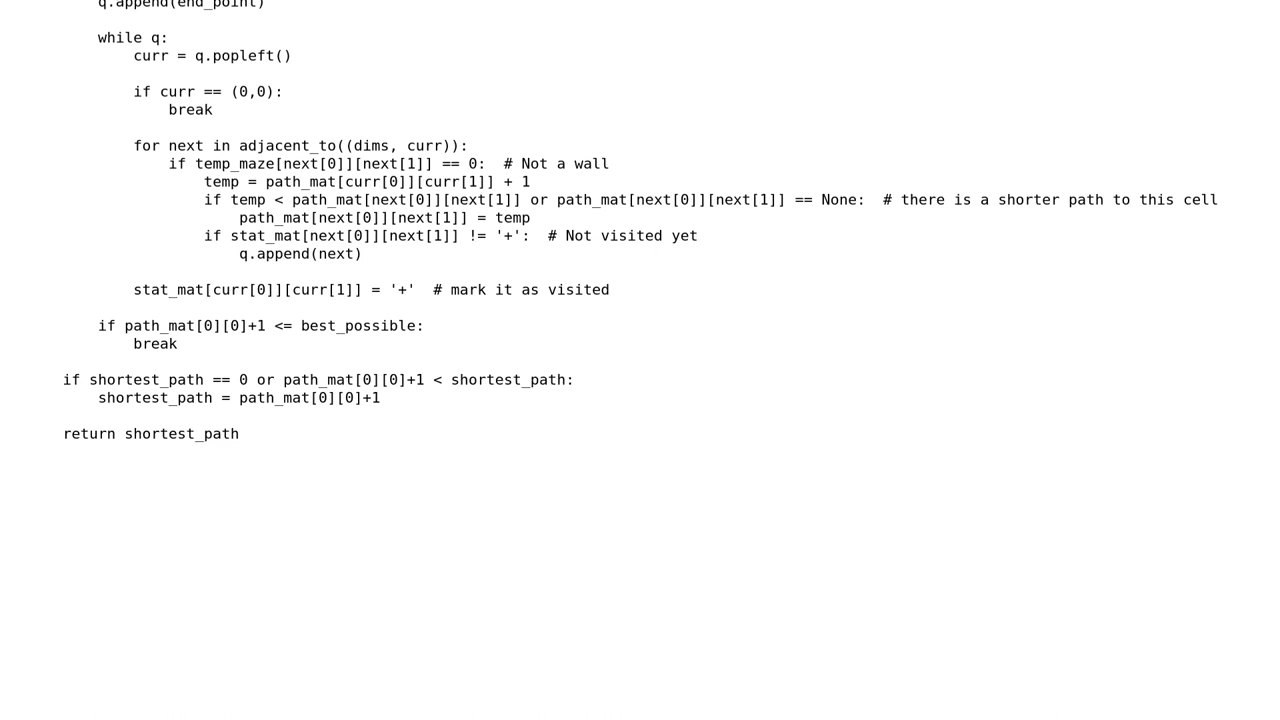 q.append(end_point)
while q:
curr = q.popleft()
if curr == (0,0):
break
for next in adjacent_to((dims, curr)):
if temp_maze[next[0]][next[1]] == 0:  # Not a wall
temp = path_mat[curr[0]][curr[1]] + 1
if temp < path_mat[next[0]][next[1]] or path_mat[next[0]][next[1]] == None:  # there is a shorter path to this cell
path_mat[next[0]][next[1]] = temp
if stat_mat[next[0]][next[1]] != '+':  # Not visited yet
q.append(next)
stat_mat[curr[0]][curr[1]] = '+'  # mark it as visited
if path_mat[0][0]+1 <= best_possible:
break
if shortest_path == 0 or path_mat[0][0]+1 < shortest_path:
shortest_path = path_mat[0][0]+1
return shortest_path